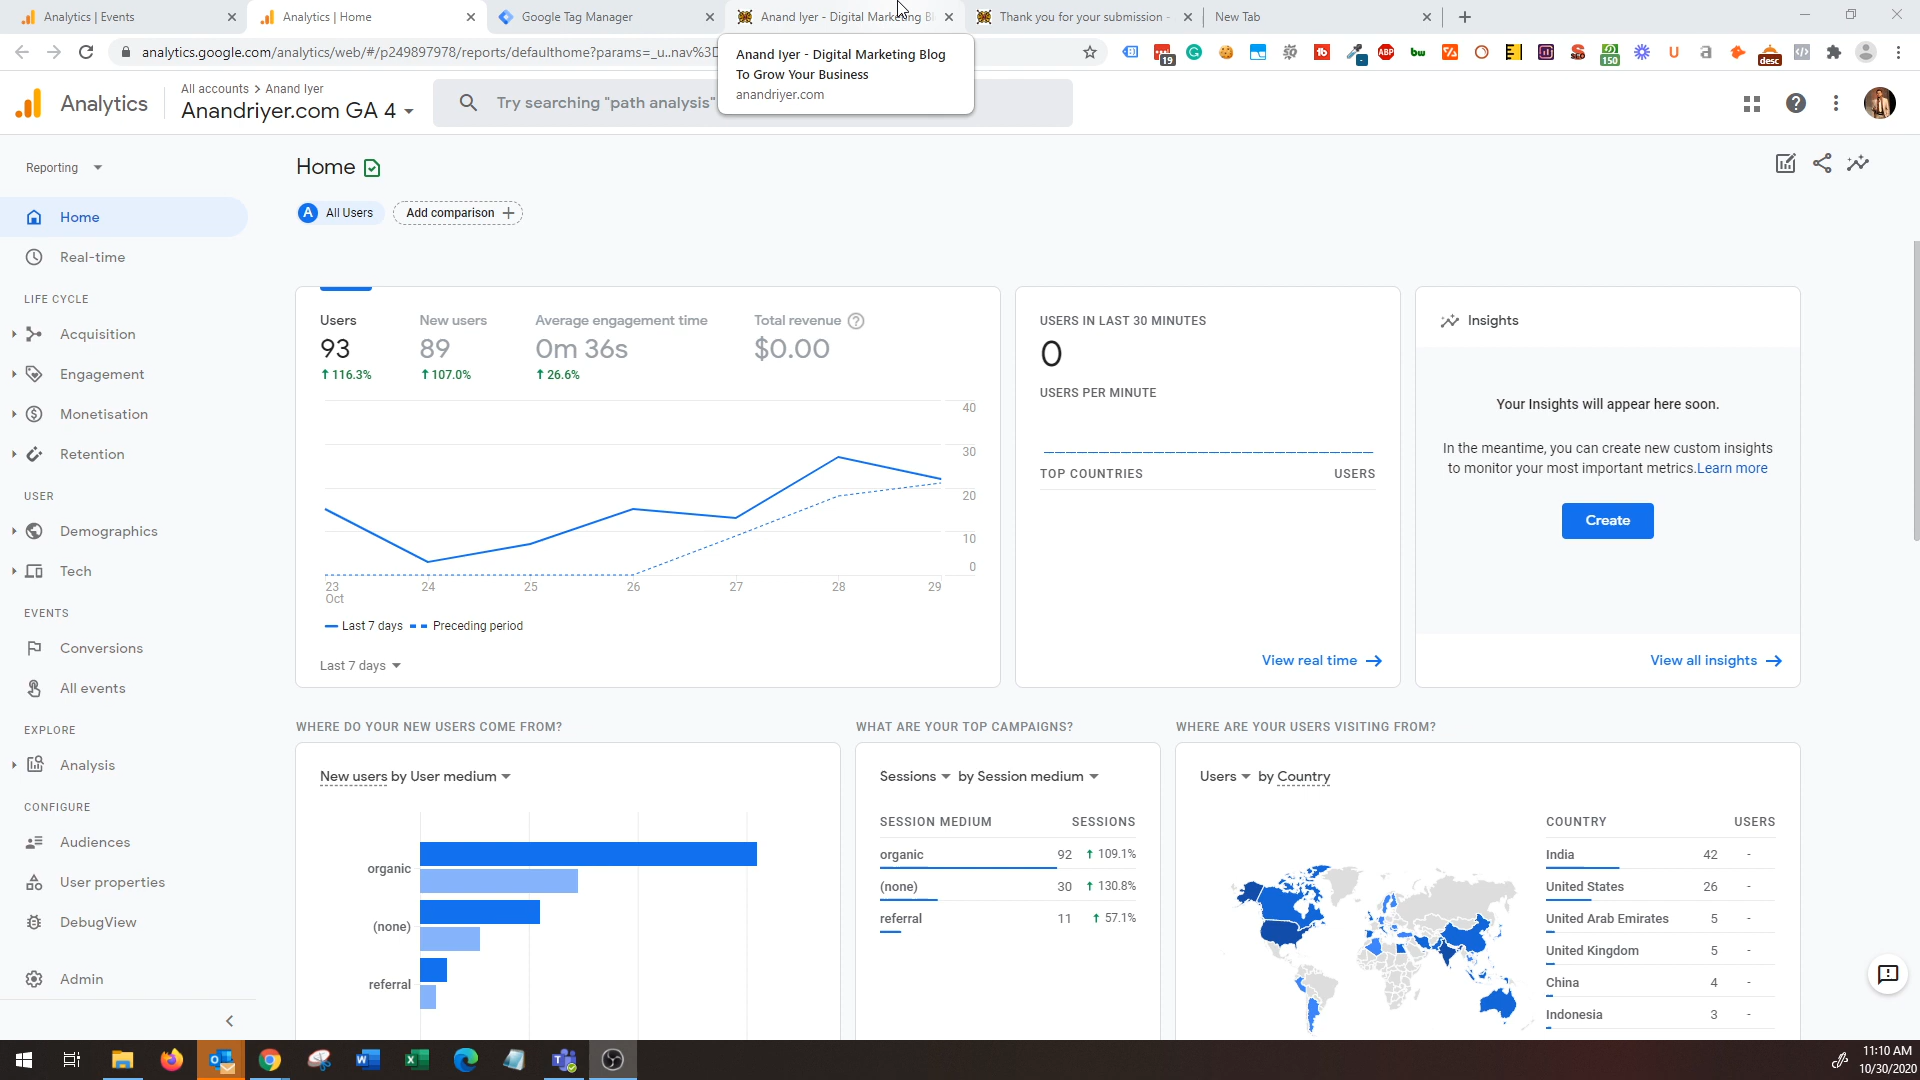 Analytics | Events
Analytics | Home
Google Tag Manager
Anand Iyer - Digital Marketing B
Thank you for your submission -
New Tab
analytics.google.com/analytics/web/#/p249897978/reports/defaulthome?params=_u..nav%3D
19
ABP
bw
SEO
150
desc
Anand Iyer - Digital Marketing Blog
To Grow Your Business
anandriyer.com
Analytics
All accounts > Anand Iyer
Anandriyer.com GA 4
Try searching "path analysis"
Reporting
Home
Real-time
LIFE CYCLE
Acquisition
Engagement
Monetisation
Retention
USER
Demographics
Tech
EVENTS
Conversions
All events
EXPLORE
Analysis
CONFIGURE
Audiences
User properties
DebugView
Admin
Home
A All Users
Add comparison +
Users
93
↑ 116.3%
New users
89
↑ 107.0%
Average engagement time
0m 36s
↑ 26.6%
Total revenue
$0.00
40
30
20
10
0
23 Oct
24
25
26
27
28
29
Last 7 days
Preceding period
Last 7 days
USERS IN LAST 30 MINUTES
0
USERS PER MINUTE
TOP COUNTRIES USERS
View real time
Insights
Your Insights will appear here soon.
In the meantime, you can create new custom insights
to monitor your most important metrics.Learn more
Create
View all insights
WHERE DO YOUR NEW USERS COME FROM?
New users by User medium
organic
(none)
referral
WHAT ARE YOUR TOP CAMPAIGNS?
Sessions by Session medium
SESSION MEDIUM SESSIONS
organic 92 ↑ 109.1%
(none) 30 ↑ 130.8%
referral 11 ↑ 57.1%
WHERE ARE YOUR USERS VISITING FROM?
Users by Country
COUNTRY USERS
India 42 -
United States 26 -
United Arab Emirates 5 -
United Kingdom 5 -
China 4 -
Indonesia 3 -
11:10 AM
10/30/2020